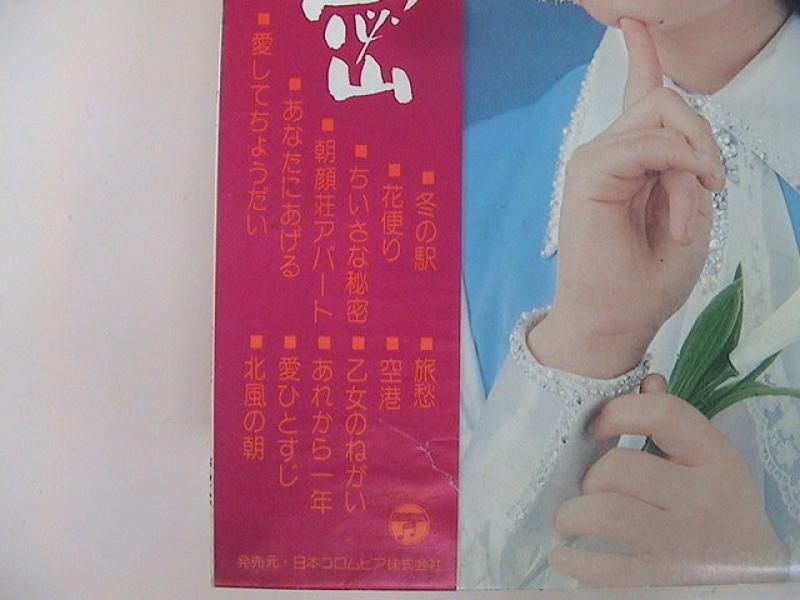 密
■冬の駅
■花便り
■ちいさな秘密
■朝顔荘アパート
■あなたにあげる
■愛してちょうだい
■旅愁
■空港
■乙女のねがい
■あれから一年
■愛ひとすじ
■北風の朝
発売元・日本コロムビア株式会社